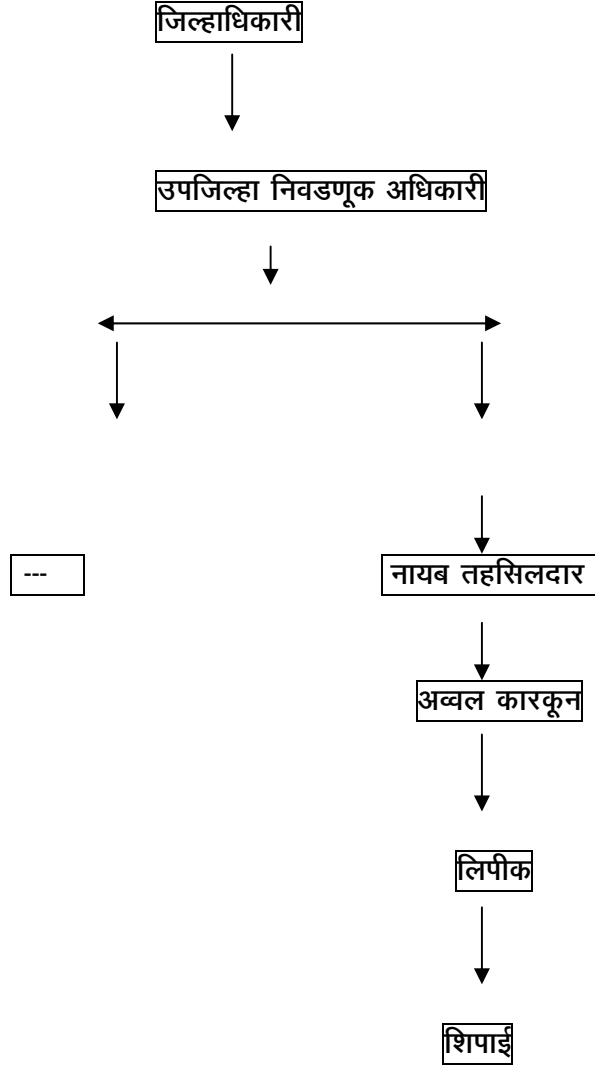 जिल्हाधिकारी
उपजिल्हा निवडणूक अधिकारी
---
नायब तहसिलदार
अव्वल कारकून
लिपीक
शिपाई